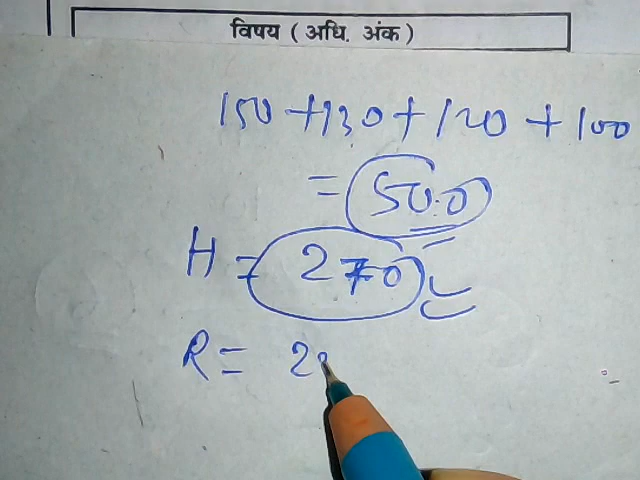 विषय ( अधि. अंक )
150 + 130 + 120 + 100
= 500
H = 270
R = 2